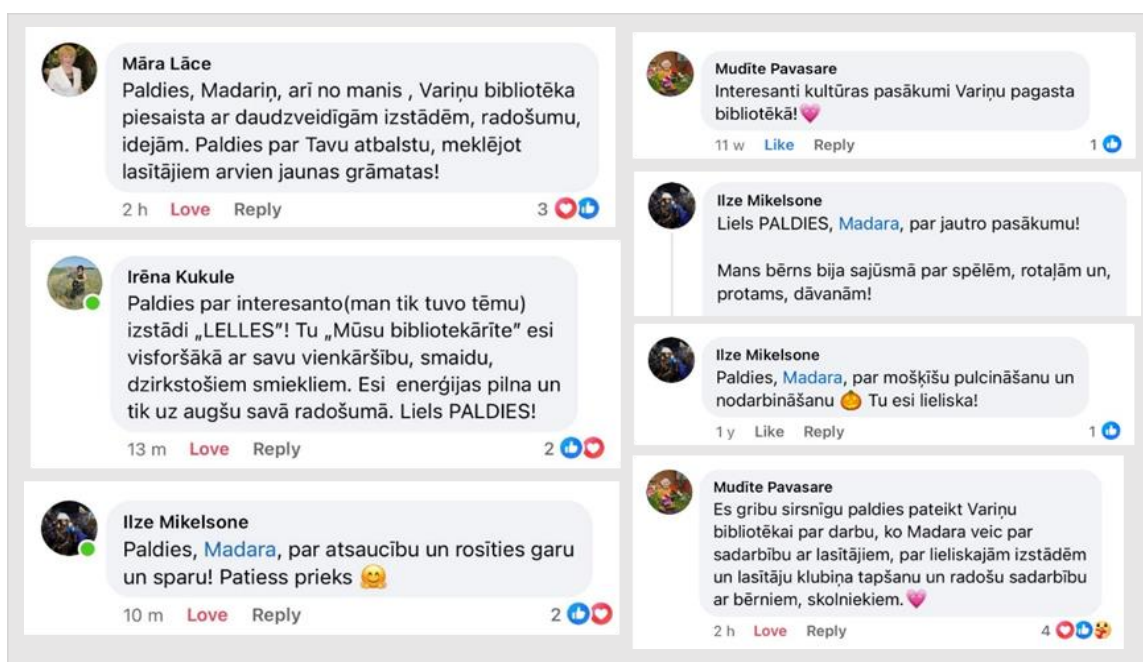 Māra Lāce
Paldies, Madariņ, arī no manis , Variņu bibliotēka
piesaista ar daudzveidīgām izstādēm, radošumu,
idejām. Paldies par Tavu atbalstu, meklējot
lasītājiem arvien jaunas grāmatas!
2 h Love Reply 3
Irēna Kukule
Paldies par interesanto(man tik tuvo tēmu)
izstādi „LELLES”! Tu „Mūsu bibliotekārīte” esi
visforšākā ar savu vienkāršību, smaidu,
dzirkstošiem smiekliem. Esi enerģijas pilna un
tik uz augšu savā radošumā. Liels PALDIES!
13 m Love Reply 2
Ilze Mikelsone
Paldies, Madara, par atsaucību un rosīties garu
un sparu! Patiess prieks 🤗
10 m Love Reply 2
Mudīte Pavasare
Interesanti kultūras pasākumi Variņu pagasta
bibliotēkā!💗
11 w Like Reply 1
Ilze Mikelsone
Liels PALDIES, Madara, par jautro pasākumu!
Mans bērns bija sajūsmā par spēlēm, rotaļām un,
protams, dāvanām!
Ilze Mikelsone
Paldies, Madara, par mošķīšu pulcināšanu un
nodarbināšanu 🎃 Tu esi lieliska!
1 y Like Reply 1
Mudīte Pavasare
Es gribu sirsnīgu paldies pateikt Variņu
bibliotēkai par darbu, ko Madara veic par
sadarbību ar lasītājiem, par lieliskajām izstādēm
un lasītāju klubiņa tapšanu un radošu sadarbību
ar bērniem, skolniekiem.💗
2 h Love Reply 4